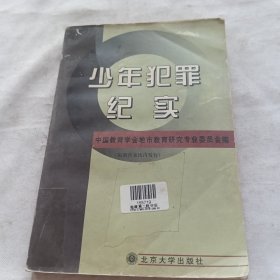 少年犯罪
纪实
中国教育学会地市教育研究专业委员会编
北京大学出版社